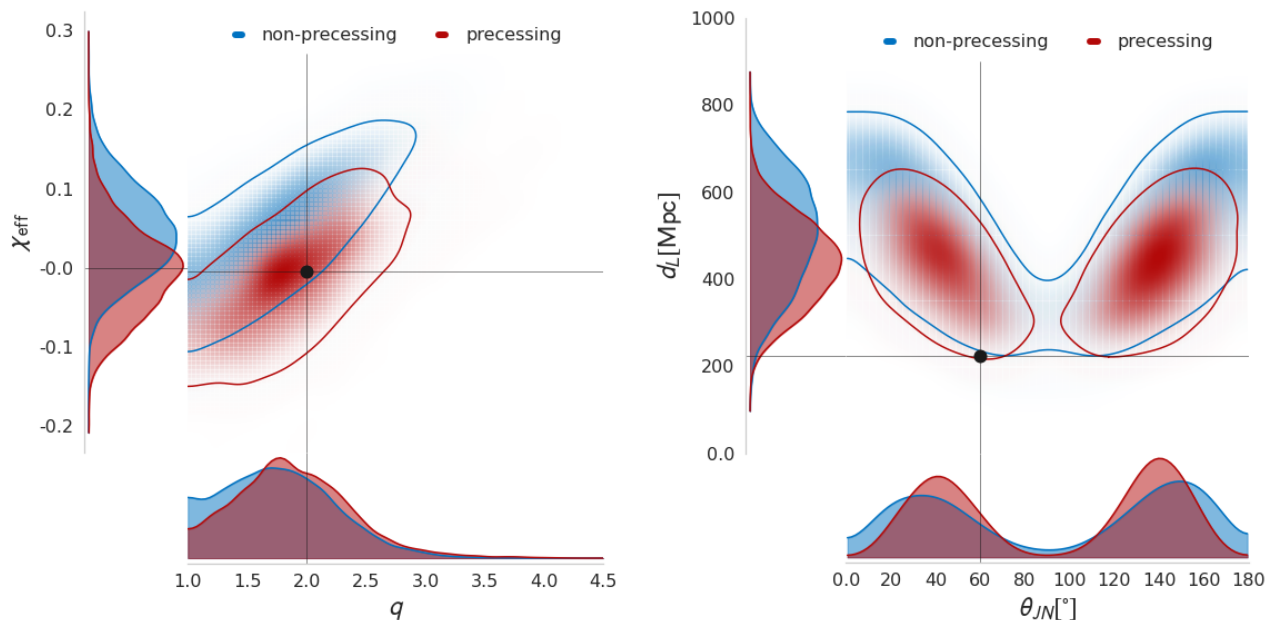 non-precessing precessing
χeff
0.3
0.2
0.1
-0.0
-0.1
-0.2
1.0 1.5 2.0 2.5 3.0 3.5 4.0 4.5
q
non-precessing precessing
d_L[Mpc]
1000
800
600
400
200
0.0
0.0 20 40 60 80 100 120 140 160 180
θ_JN[°]